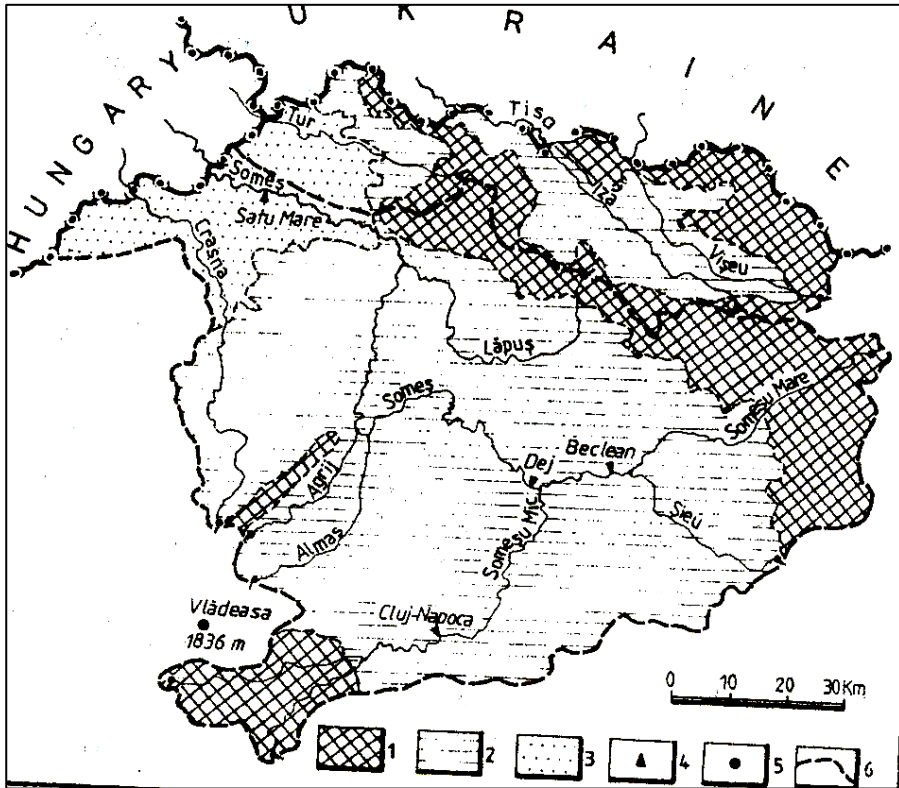 UKRAINE
HUNGARY
Tisa
Tur
Someș
Satu Mare
Crasna
Iza
Vișeu
Lăpuș
Someș
Someșu Mare
Beclean
Dej
Agrij
Sieu
Almaș
Someșu Mic
Vlădeasa
1836 m
Cluj-Napoca
0 10 20 30Km
1 2 3 4 5 6